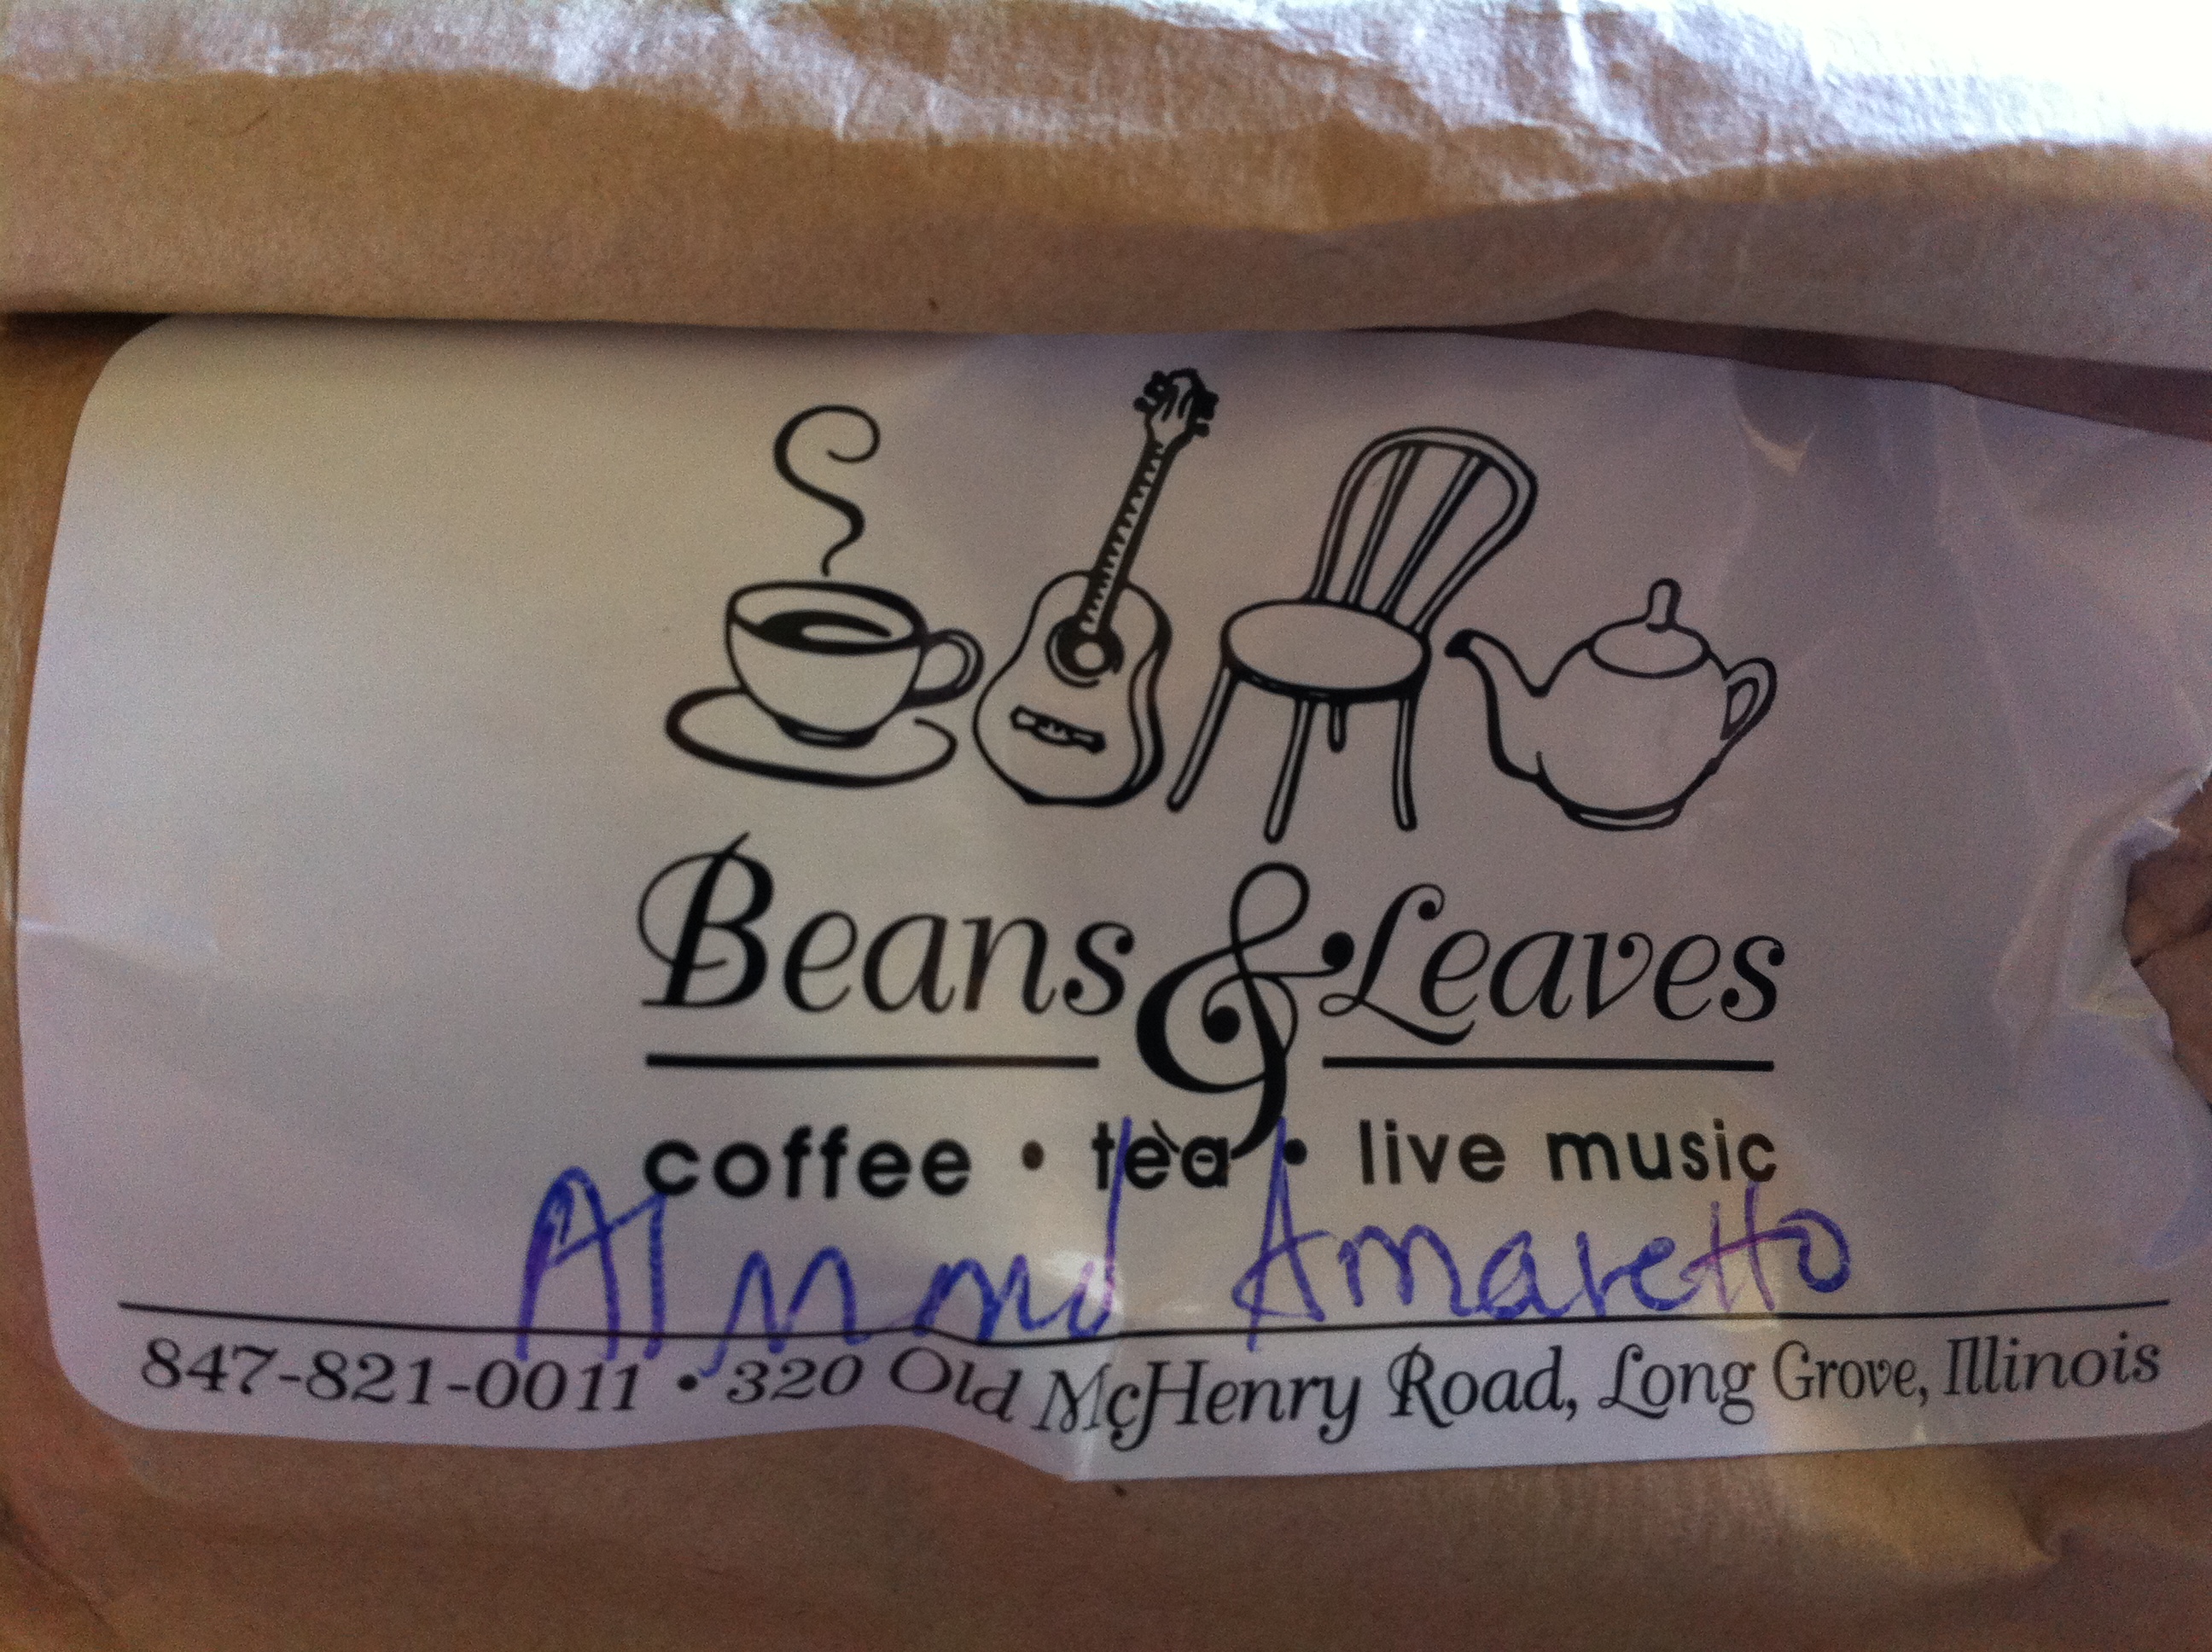 Beans & Leaves
coffee • tea • live music
Almond Amaretto
847-821-0011 • 320 Old McHenry Road, Long Grove, Illinois